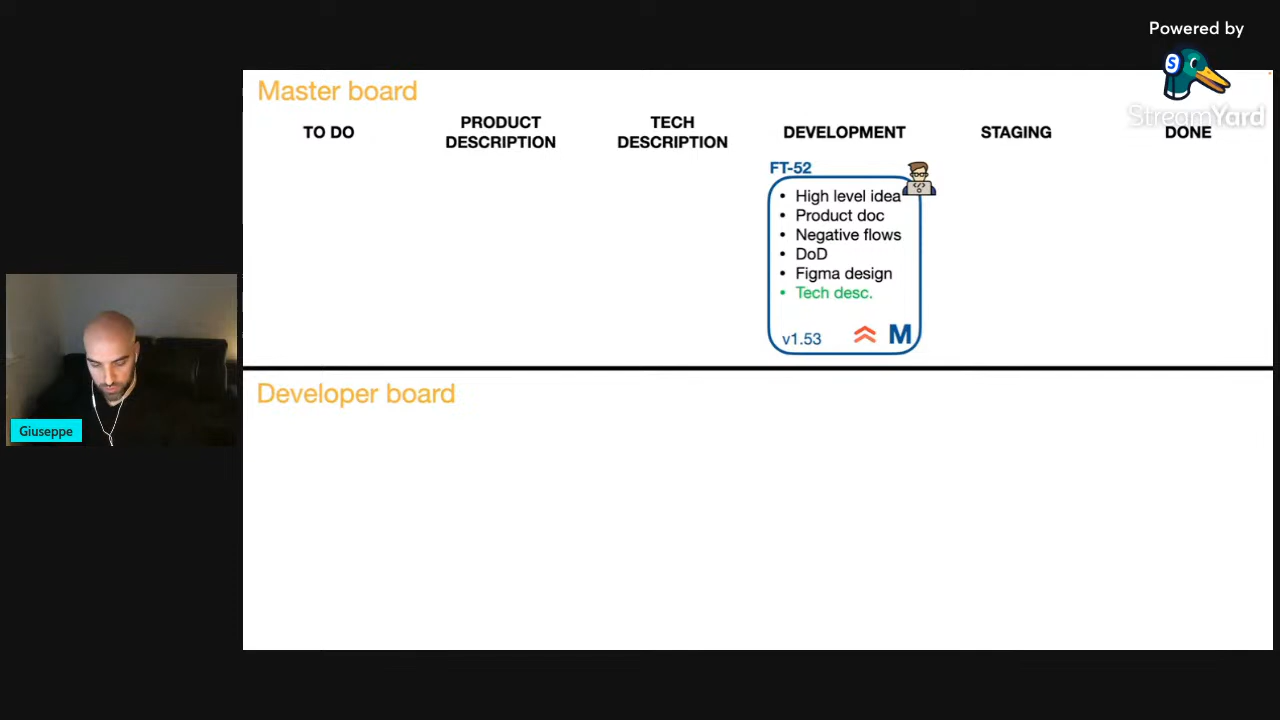 Powered by
S
StreamYard
Master board
TO DO
PRODUCT
DESCRIPTION
TECH
DESCRIPTION
DEVELOPMENT
STAGING
DONE
FT-52
• High level idea
• Product doc
• Negative flows
• DoD
• Figma design
• Tech desc.
v1.53
M
Developer board
Giuseppe